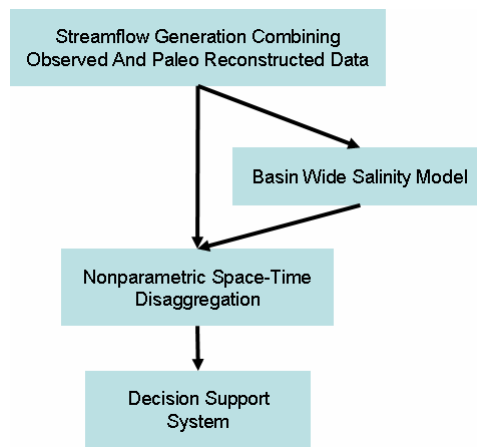 Streamflow Generation Combining
Observed And Paleo Reconstructed Data
Basin Wide Salinity Model
Nonparametric Space-Time
Disaggregation
Decision Support
System